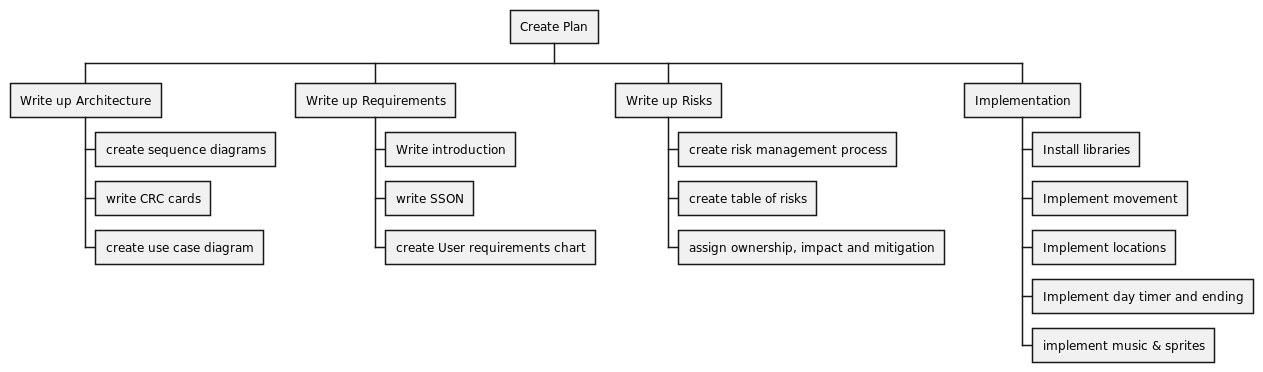 Create Plan
Write up Architecture
create sequence diagrams
write CRC cards
create use case diagram
Write up Requirements
Write introduction
write SSON
create User requirements chart
Write up Risks
create risk management process
create table of risks
assign ownership, impact and mitigation
Implementation
Install libraries
Implement movement
Implement locations
Implement day timer and ending
implement music & sprites